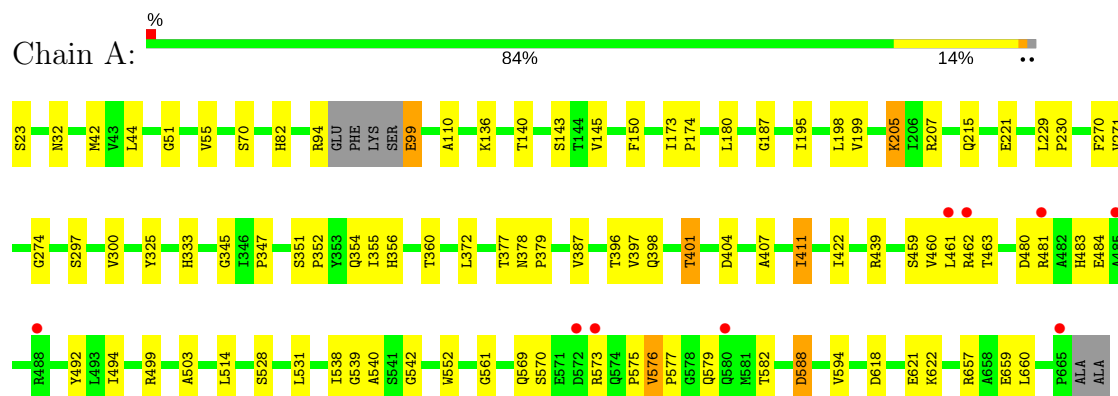 %
Chain A:
84% 14% ..
S23 N32 M42 V43 L44 G51 V55 S70 H82 R94 GLU PHE LYS SER E99 A110 K136 T140 S143 T144 V145 F150 I173 P174 L180 G187 I195 L198 V199 K205 I206 R207 Q215 E221 L229 P230 F270 V271
G274 S297 V300 Y325 H333 G345 I346 P347 S351 P352 Y353 Q354 I355 H356 T360 L372 T377 N378 P379 V387 T396 V397 Q398 T401 D404 A407 I411 I422 R439 S459 V460 L461 R462 T463 D480 R481 A482 H483 E484 A485
R488 Y492 L493 I494 R499 A503 L514 S528 L531 I538 G539 A540 S541 G542 W552 G561 Q569 S570 E571 D572 R573 Q574 P575 V576 P577 G578 Q579 Q580 M581 T582 D588 V594 D618 E621 K622 R657 A658 E659 L660 P665 ALA ALA